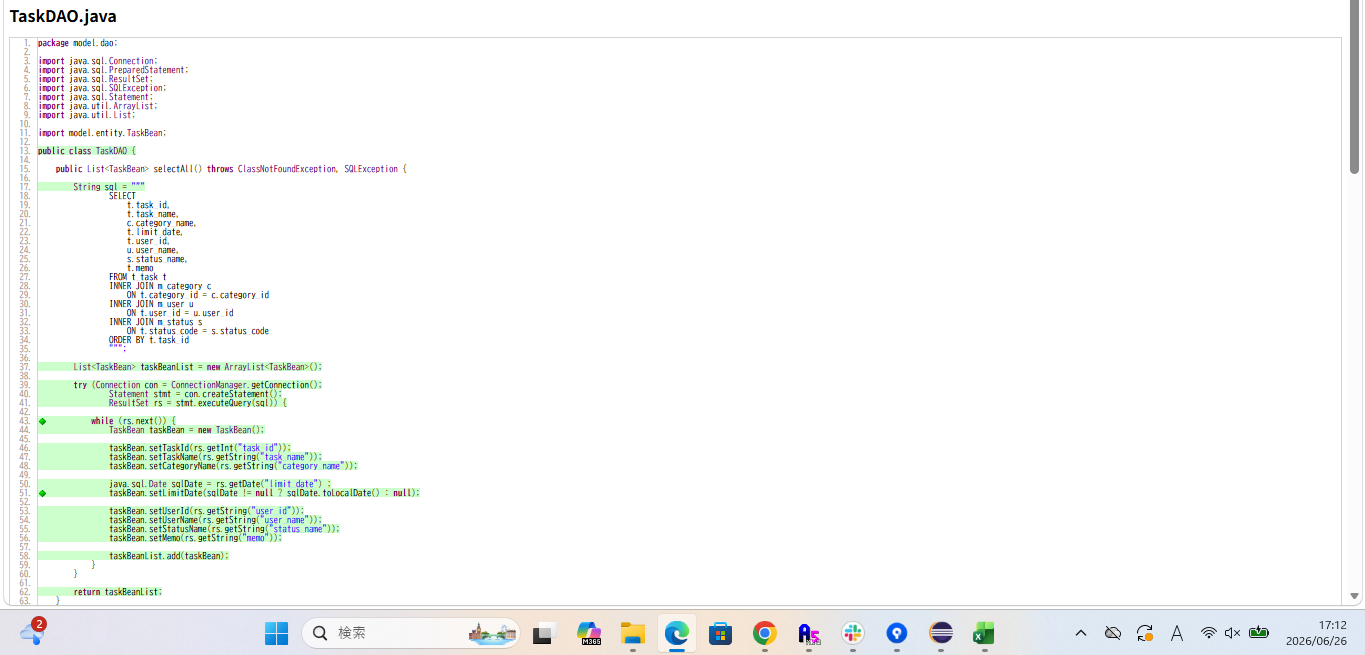 TaskDAO.java
1. package model.dao;
2.
3. import java.sql.Connection;
4. import java.sql.PreparedStatement;
5. import java.sql.ResultSet;
6. import java.sql.SQLException;
7. import java.sql.Statement;
8. import java.util.ArrayList;
9. import java.util.List;
10.
11. import model.entity.TaskBean;
12.
13. public class TaskDAO {
14.
15. public List<TaskBean> selectAll() throws ClassNotFoundException, SQLException {
16.
17. String sql = """
18. SELECT
19. t.task_id,
20. t.task_name,
21. c.category_name,
22. t.limit_date,
23. t.user_id,
24. u.user_name,
25. s.status_name,
26. t.memo
27. FROM t_task t
28. INNER JOIN m_category c
29. ON t.category_id = c.category_id
30. INNER JOIN m_user u
31. ON t.user_id = u.user_id
32. INNER JOIN m_status s
33. ON t.status_code = s.status_code
34. ORDER BY t.task_id
35. """;
36.
37. List<TaskBean> taskBeanList = new ArrayList<TaskBean>();
38.
39. try (Connection con = ConnectionManager.getConnection();
40. Statement stmt = con.createStatement();
41. ResultSet rs = stmt.executeQuery(sql)) {
42.
43. while (rs.next()) {
44. TaskBean taskBean = new TaskBean();
45.
46. taskBean.setTaskId(rs.getInt("task_id"));
47. taskBean.setTaskName(rs.getString("task_name"));
48. taskBean.setCategoryName(rs.getString("category_name"));
49.
50. java.sql.Date sqlDate = rs.getDate("limit_date") ;
51. taskBean.setLimitDate(sqlDate != null ? sqlDate.toLocalDate() : null);
52.
53. taskBean.setUserId(rs.getString("user_id"));
54. taskBean.setUserName(rs.getString("user_name"));
55. taskBean.setStatusName(rs.getString("status_name"));
56. taskBean.setMemo(rs.getString("memo"));
57.
58. taskBeanList.add(taskBean);
59. }
60. }
61.
62. return taskBeanList;
63. }
2
検索
M365
A
17:12
2026/06/26